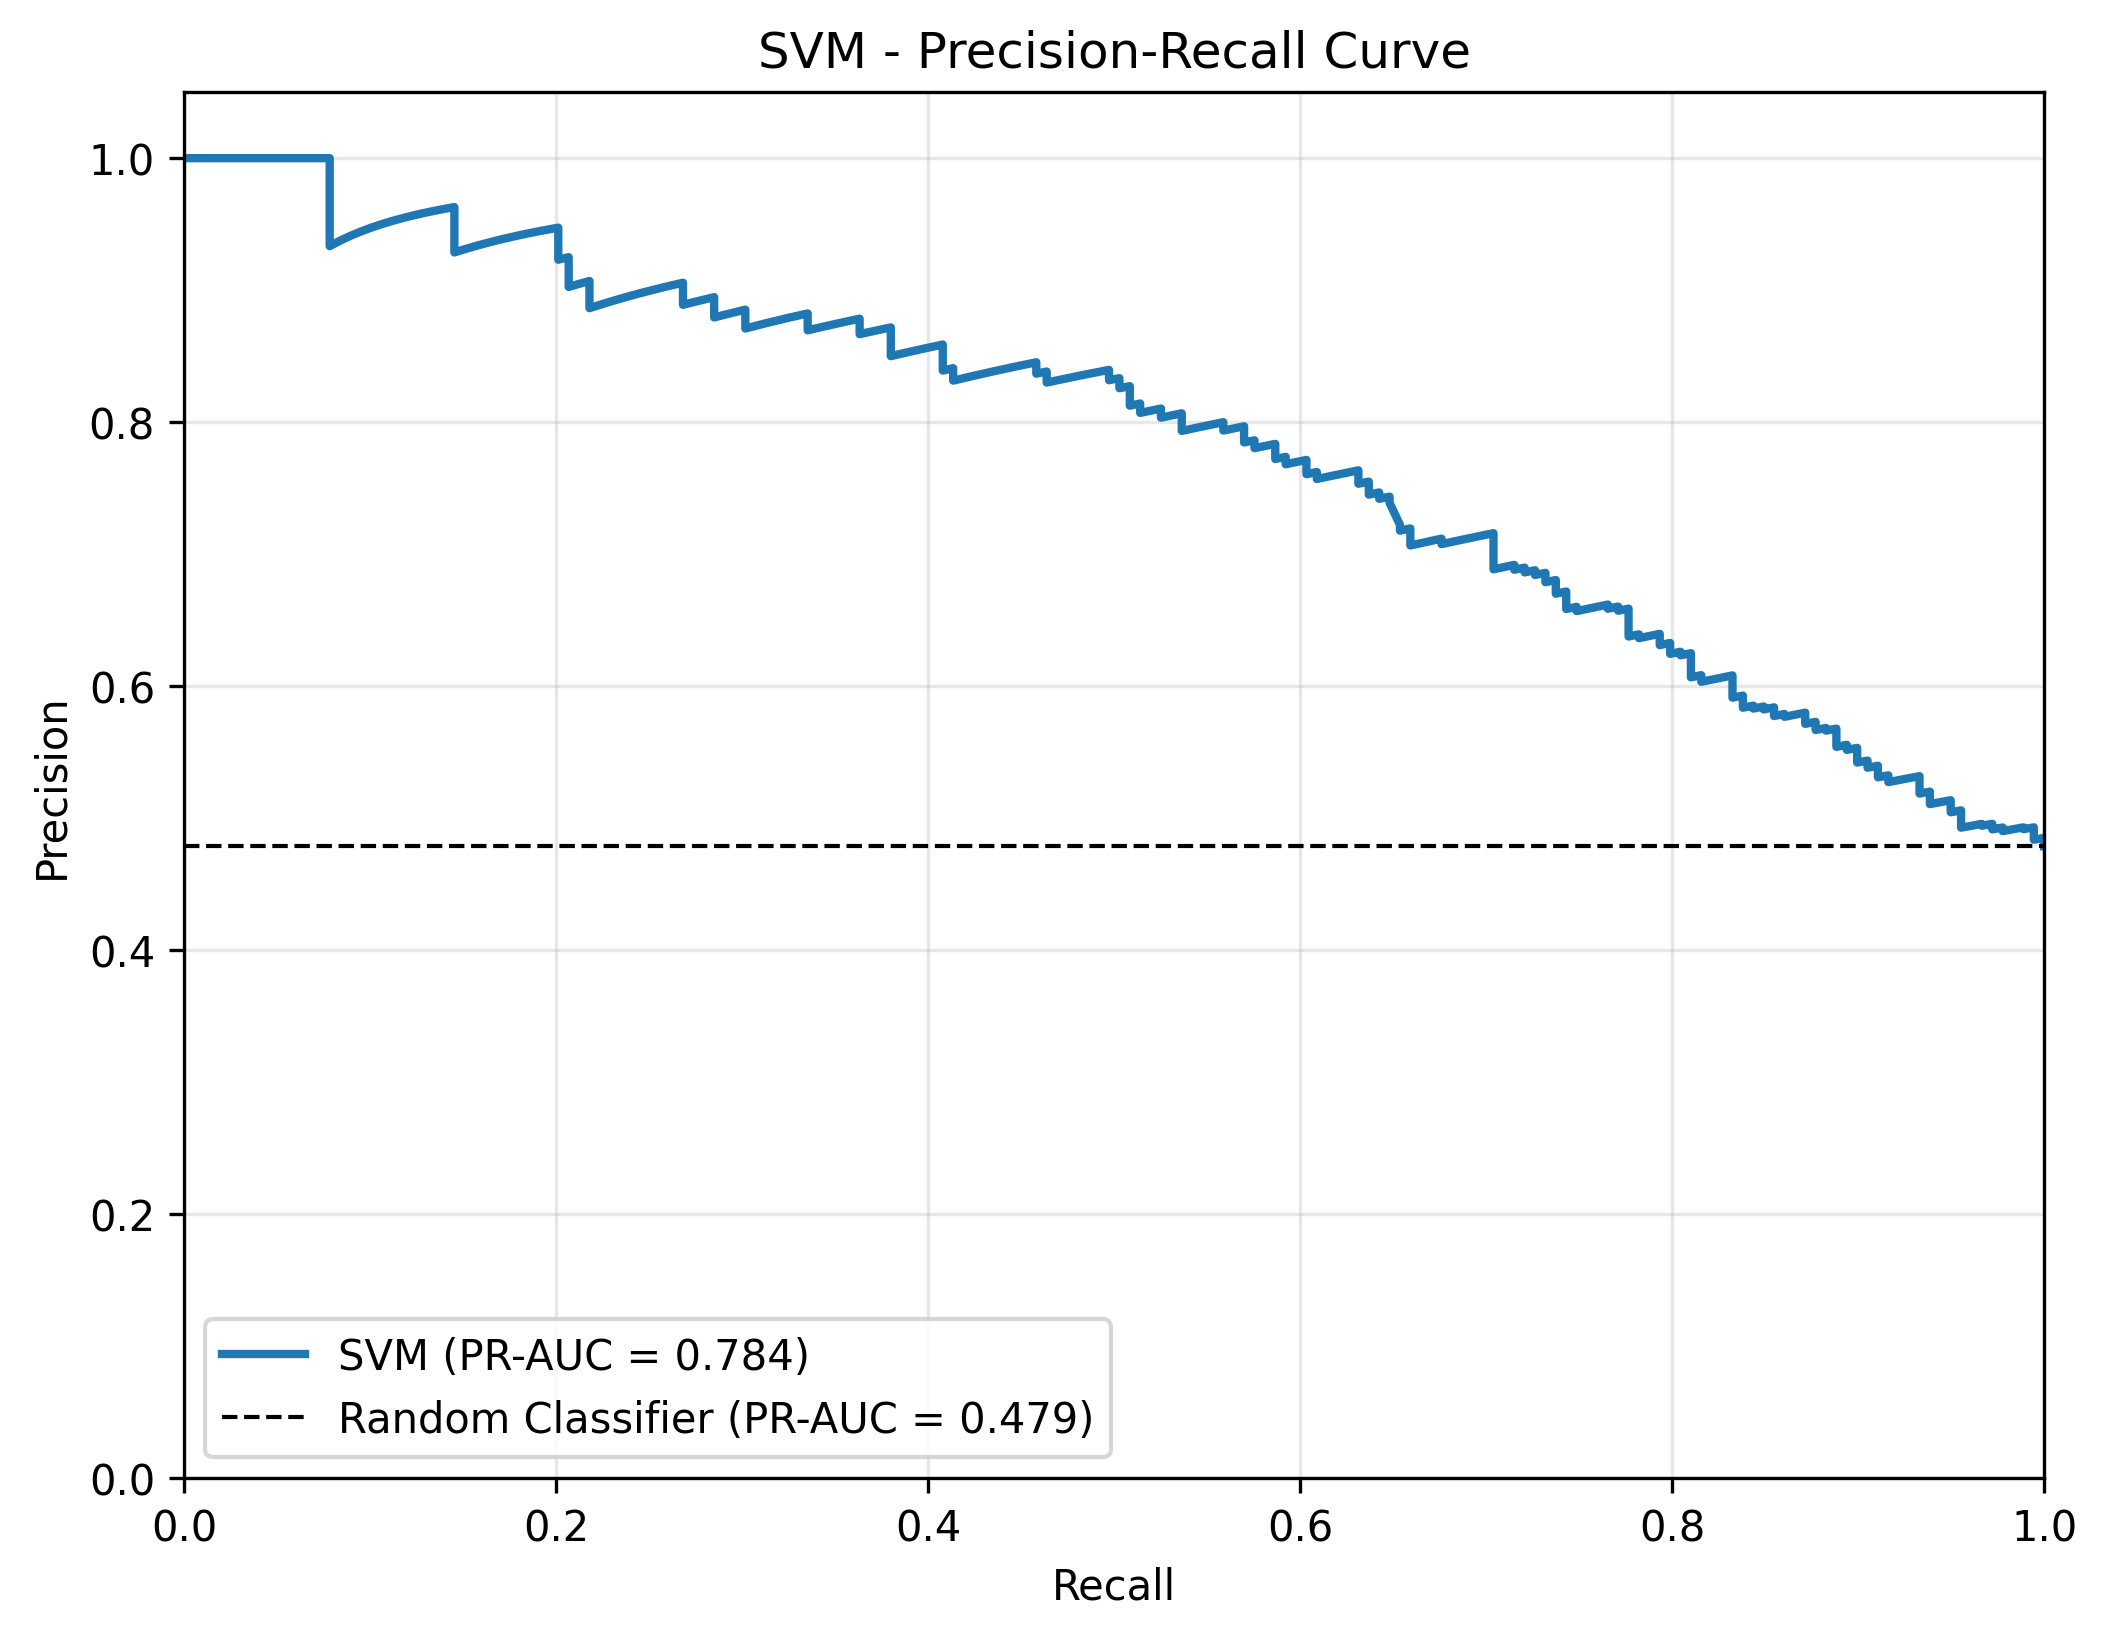 SVM - Precision-Recall Curve
1.0
0.8
0.6
0.4
0.2
0.0
Precision
SVM (PR-AUC = 0.784)
Random Classifier (PR-AUC = 0.479)
0.0 0.2 0.4 0.6 0.8 1.0
Recall